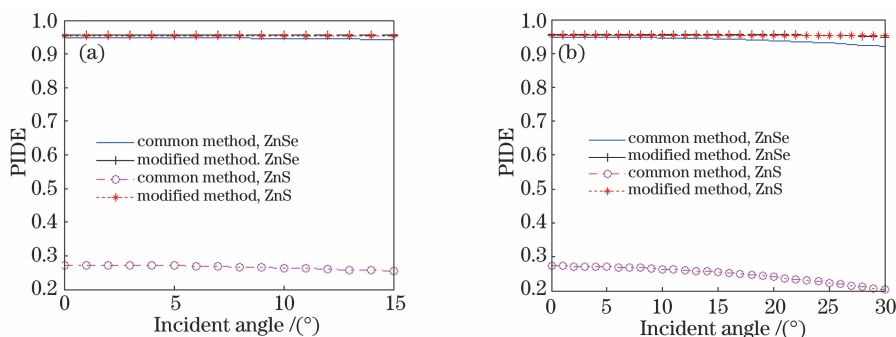 (a)
PIDE
1.0
0.9
0.8
0.7
0.6
0.5
0.4
0.3
0.2
common method, ZnSe
modified method. ZnSe
common method, ZnS
modified method, ZnS
0
5
10
15
Incident angle /(°)
(b)
PIDE
1.0
0.9
0.8
0.7
0.6
0.5
0.4
0.3
0.2
common method, ZnSe
modified method. ZnSe
common method, ZnS
modified method, ZnS
0
5
10
15
20
25
30
Incident angle /(°)